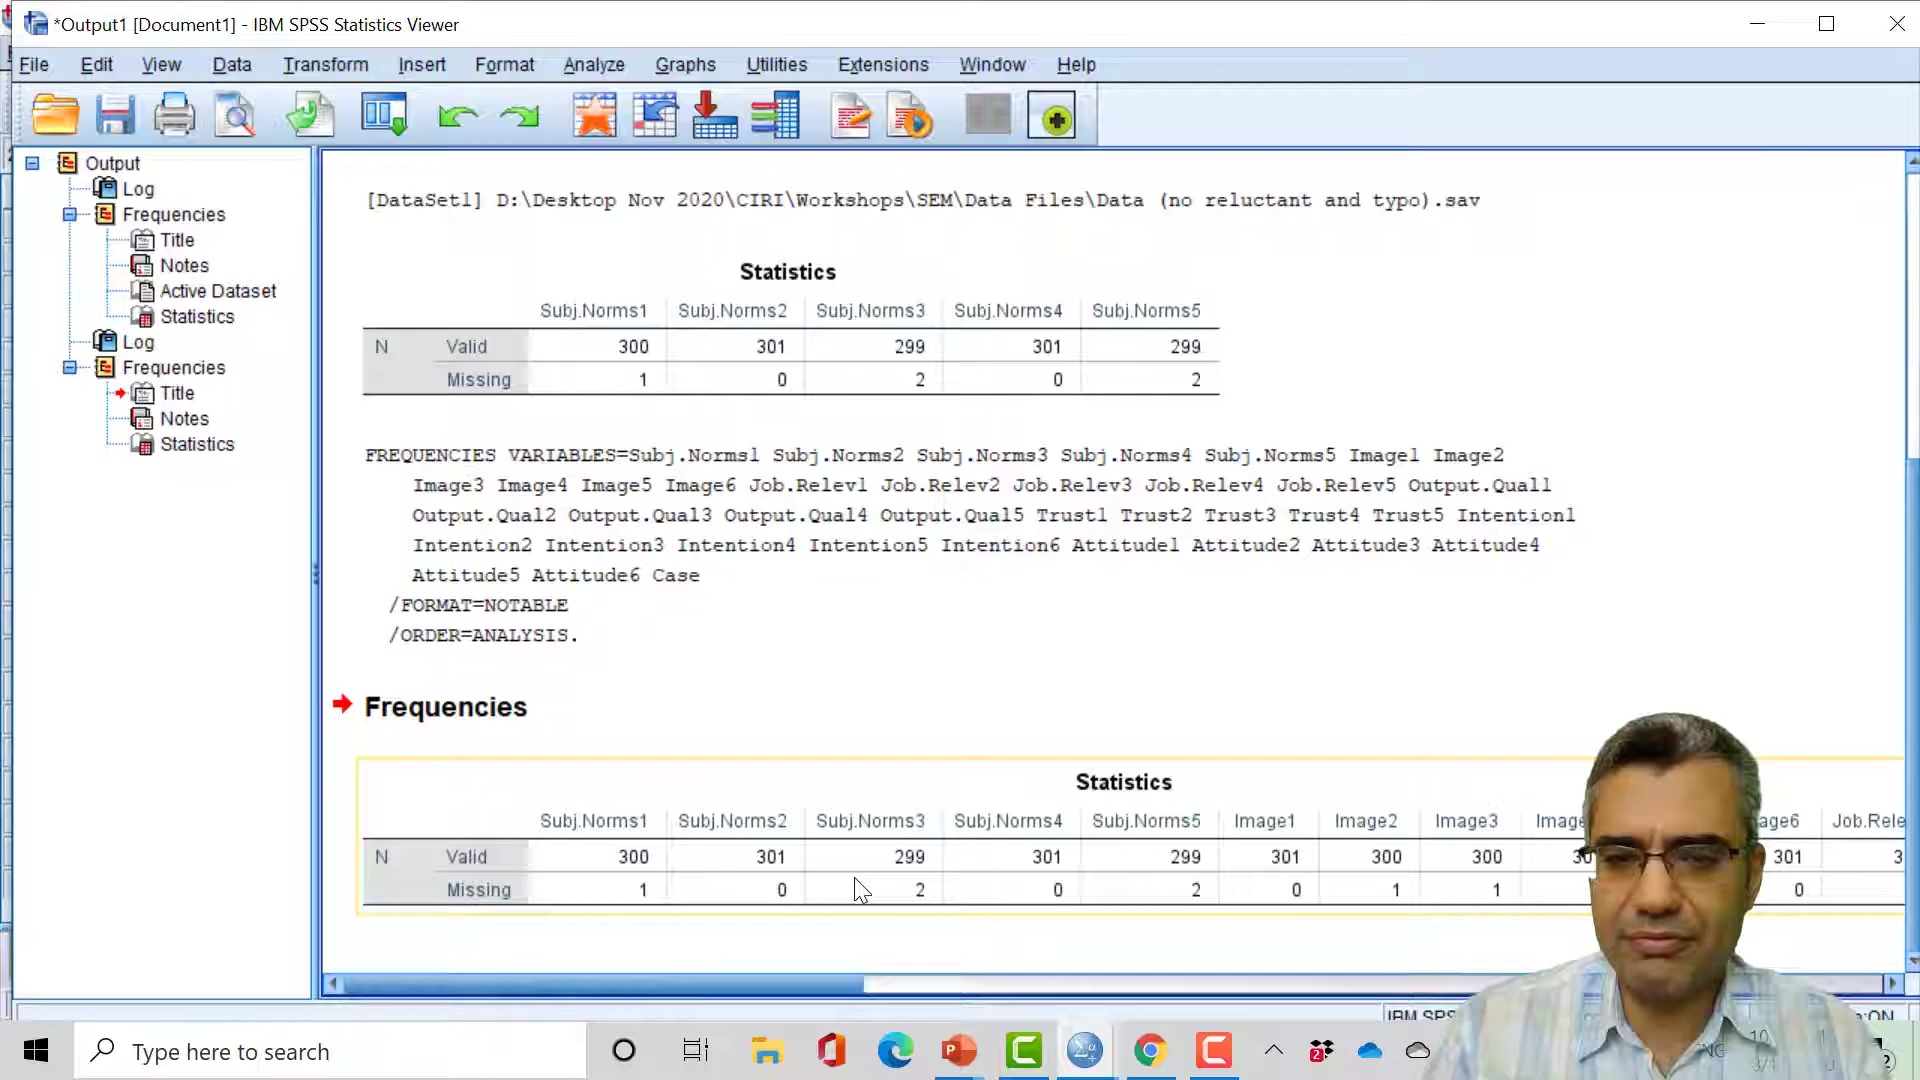 *Output1 [Document1] - IBM SPSS Statistics Viewer
File Edit View Data Transform Insert Format Analyze Graphs Utilities Extensions Window Help
Output
Log
Frequencies
Title
Notes
Active Dataset
Statistics
Log
Frequencies
Title
Notes
Statistics
[DataSet1] D:\Desktop Nov 2020\CIRI\Workshops\SEM\Data Files\Data (no reluctant and typo).sav
Statistics
Subj.Norms1 Subj.Norms2 Subj.Norms3 Subj.Norms4 Subj.Norms5
N Valid 300 301 299 301 299
Missing 1 0 2 0 2
FREQUENCIES VARIABLES=Subj.Norms1 Subj.Norms2 Subj.Norms3 Subj.Norms4 Subj.Norms5 Image1 Image2
Image3 Image4 Image5 Image6 Job.Relev1 Job.Relev2 Job.Relev3 Job.Relev4 Job.Relev5 Output.Qual1
Output.Qual2 Output.Qual3 Output.Qual4 Output.Qual5 Trust1 Trust2 Trust3 Trust4 Trust5 Intention1
Intention2 Intention3 Intention4 Intention5 Intention6 Attitude1 Attitude2 Attitude3 Attitude4
Attitude5 Attitude6 Case
/FORMAT=NOTABLE
/ORDER=ANALYSIS.
Frequencies
Statistics
Subj.Norms1 Subj.Norms2 Subj.Norms3 Subj.Norms4 Subj.Norms5 Image1 Image2 Image3
N Valid 300 301 299 301 299 301 300 300 301
Missing 1 0 2 0 2 0 1 1 0
Type here to search